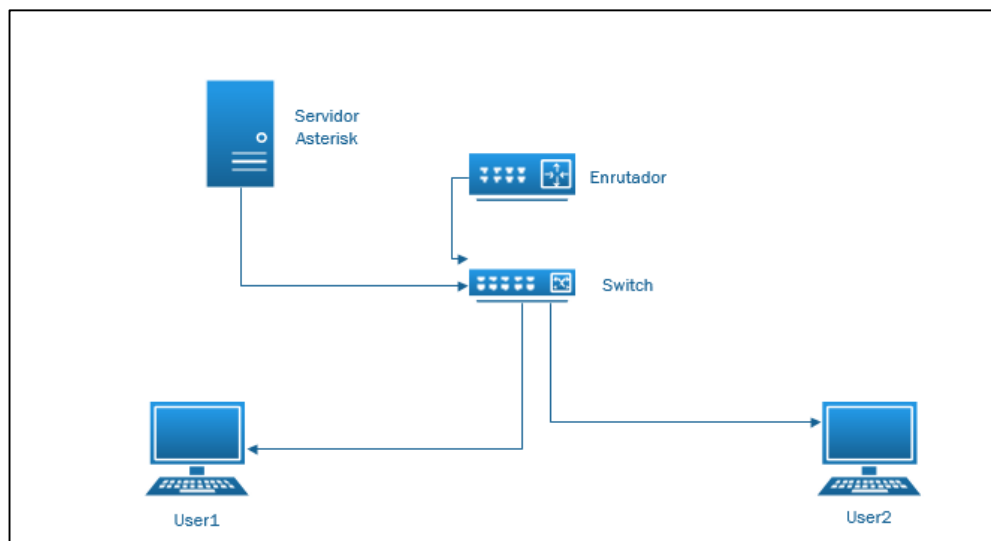 Servidor
Asterisk
Enrutador
Switch
User1
User2